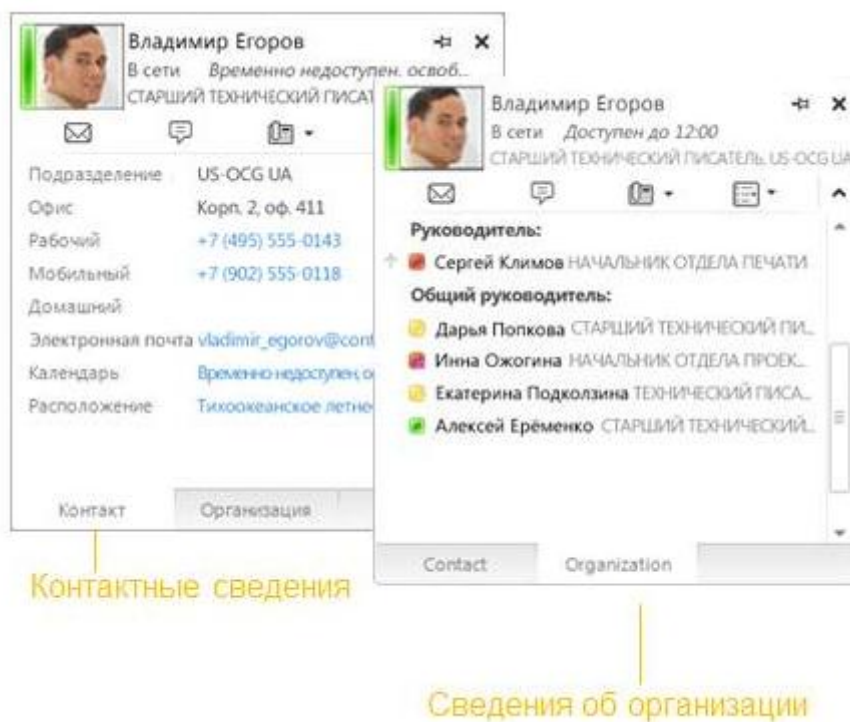 Владимир Егоров
В сети Временно недоступен. освоб...
СТАРШИЙ ТЕХНИЧЕСКИЙ ПИСАТ
Подразделение US-OCG UA
Офис Корп. 2, оф. 411
Рабочий +7 (495) 555-0143
Мобильный +7 (902) 555-0118
Домашний
Электронная почта vladimir_egorov@cont
Календарь Временно недоступен, о
Расположение Тихоокеанское летне
Контакт Организация
Контактные сведения
Владимир Егоров
В сети Доступен до 12:00
СТАРШИЙ ТЕХНИЧЕСКИЙ ПИСАТЕЛЬ, US-OCG UA
Руководитель:
Сергей Климов НАЧАЛЬНИК ОТДЕЛА ПЕЧАТИ
Общий руководитель:
Дарья Попкова СТАРШИЙ ТЕХНИЧЕСКИЙ ПИ...
Инна Ожогина НАЧАЛЬНИК ОТДЕЛА ПРОЕК...
Екатерина Подколзина ТЕХНИЧЕСКИЙ ПИСА...
Алексей Ерёменко СТАРШИЙ ТЕХНИЧЕСКИЙ...
Contact Organization
Сведения об организации